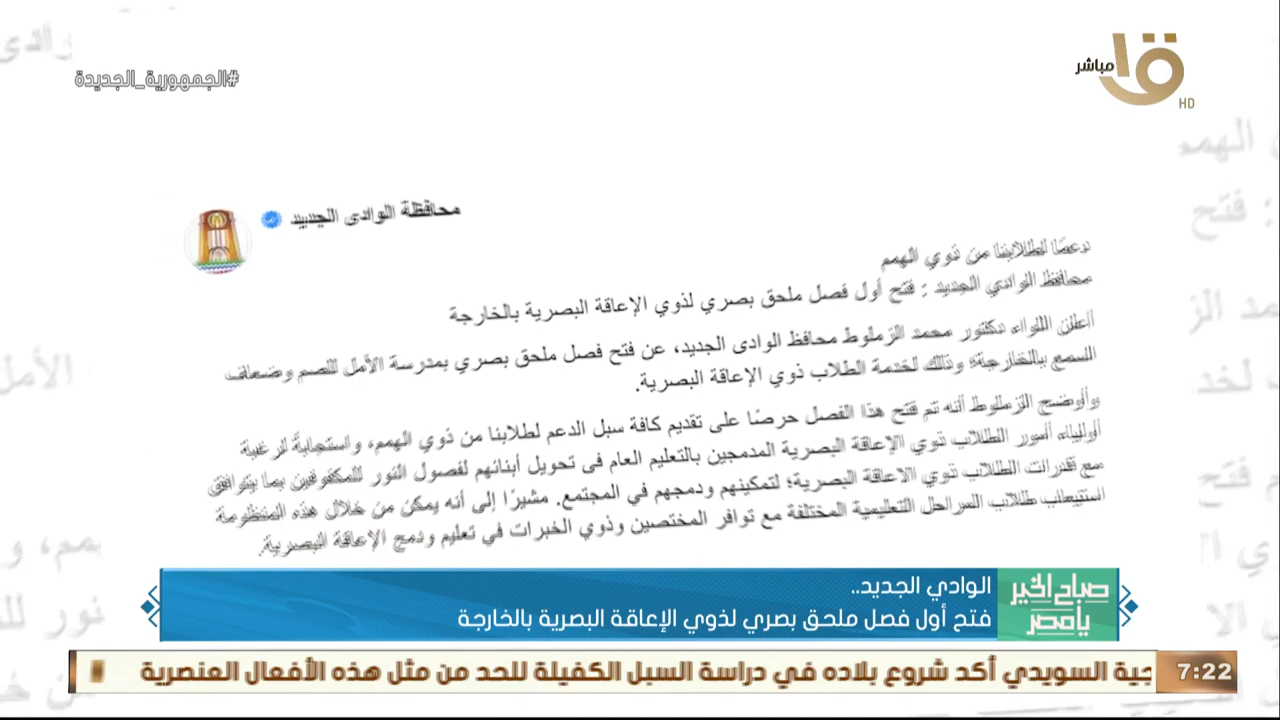 #الجمهورية_الجديدة
مباشر
HD
محافظة الوادى الجديد
دعمًا لطلابنا من ذوي الهمم
محافظ الوادي الجديد : فتح أول فصل ملحق بصري لذوي الإعاقة البصرية بالخارجة
أعلن اللواء دكتور محمد الزملوط محافظ الوادى الجديد، عن فتح فصل ملحق بصري بمدرسة الأمل للصم وضعاف
السمع بالخارجة؛ وذلك لخدمة الطلاب ذوي الإعاقة البصرية.
وأوضح الزملوط أنه تم فتح هذا الفصل حرصًا على تقديم كافة سبل الدعم لطلابنا من ذوي الهمم، واستجابةً لرغبة
أولياء أمور الطلاب ذوي الإعاقة البصرية المدمجين بالتعليم العام فى تحويل أبنائهم لفصول النور للمكفوفين بما يتوافق
مع قدرات الطلاب ذوي الاعاقة البصرية؛ لتمكينهم ودمجهم في المجتمع. مشيرًا إلى أنه يمكن من خلال هذه المنظومة
استيعاب طلاب المراحل التعليمية المختلفة مع توافر المختصين وذوي الخبرات في تعليم ودمج الإعاقة البصرية.
صباح الخير
يا مصر
الوادي الجديد..
فتح أول فصل ملحق بصري لذوي الإعاقة البصرية بالخارجة
7:22
جية السويدي أكد شروع بلاده في دراسة السبل الكفيلة للحد من مثل هذه الأفعال العنصرية